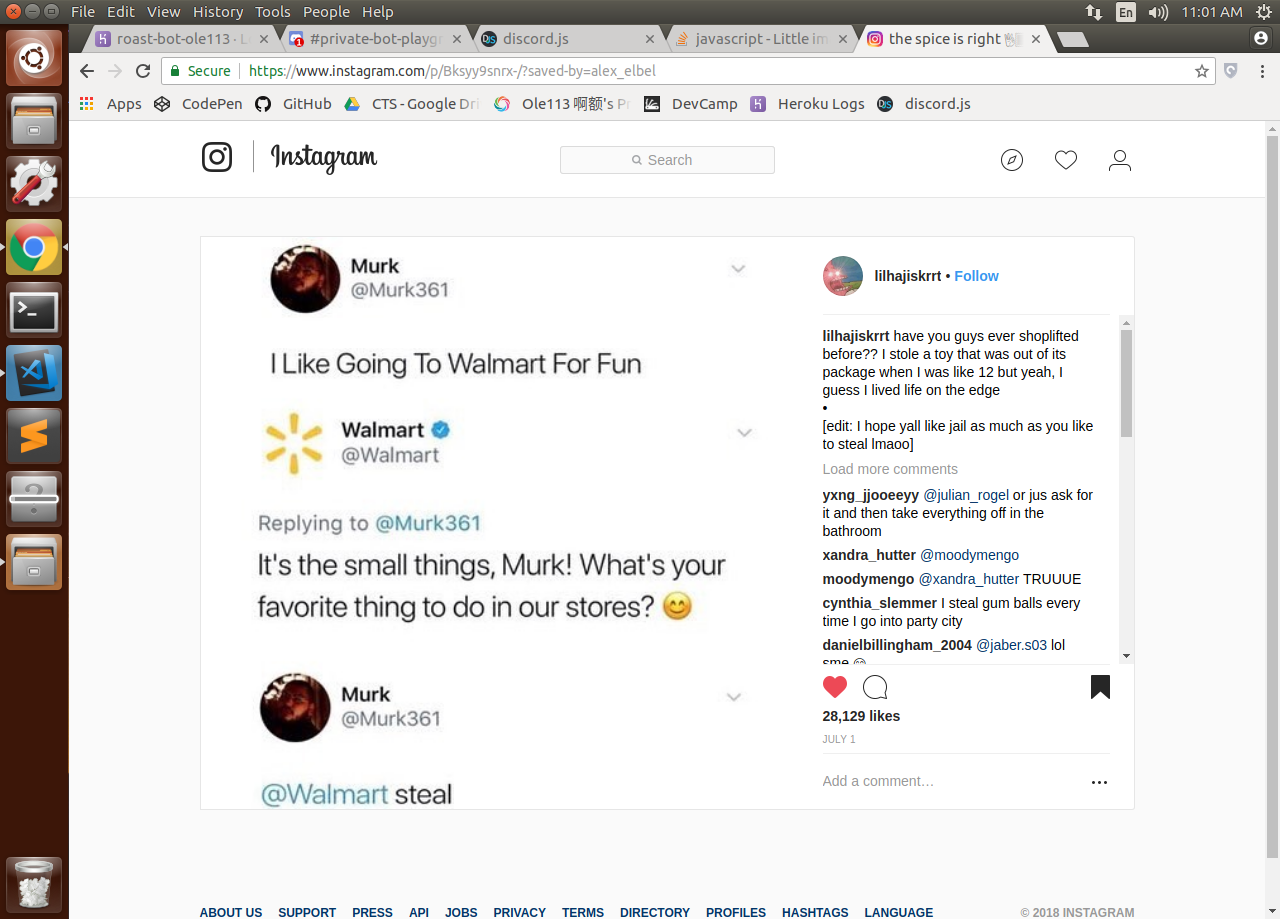 File Edit View History Tools People Help
En 11:01 AM
roast-bot-ole113 · L
#private-bot-playgr
discord.js
javascript - Little im
the spice is right
Secure https://www.instagram.com/p/Bksyy9snrx-/?saved-by=alex_elbel
Apps CodePen GitHub CTS - Google Dri Ole113 啊额's Pr DevCamp Heroku Logs discord.js
Instagram
Search
Murk
@Murk361
I Like Going To Walmart For Fun
Walmart
@Walmart
Replying to @Murk361
It's the small things, Murk! What's your
favorite thing to do in our stores? 😊
Murk
@Murk361
@Walmart steal
lilhajiskrrt • Follow
lilhajiskrrt have you guys ever shoplifted
before?? I stole a toy that was out of its
package when I was like 12 but yeah, I
guess I lived life on the edge
•
[edit: I hope yall like jail as much as you like
to steal lmaoo]
Load more comments
yxng_jjooeeyy @julian_rogel or jus ask for
it and then take everything off in the
bathroom
xandra_hutter @moodymengo
moodymengo @xandra_hutter TRUUUE
cynthia_slemmer I steal gum balls every
time I go into party city
danielbillingham_2004 @jaber.s03 lol
sme
28,129 likes
JULY 1
Add a comment…
ABOUT US SUPPORT PRESS API JOBS PRIVACY TERMS DIRECTORY PROFILES HASHTAGS LANGUAGE
© 2018 INSTAGRAM